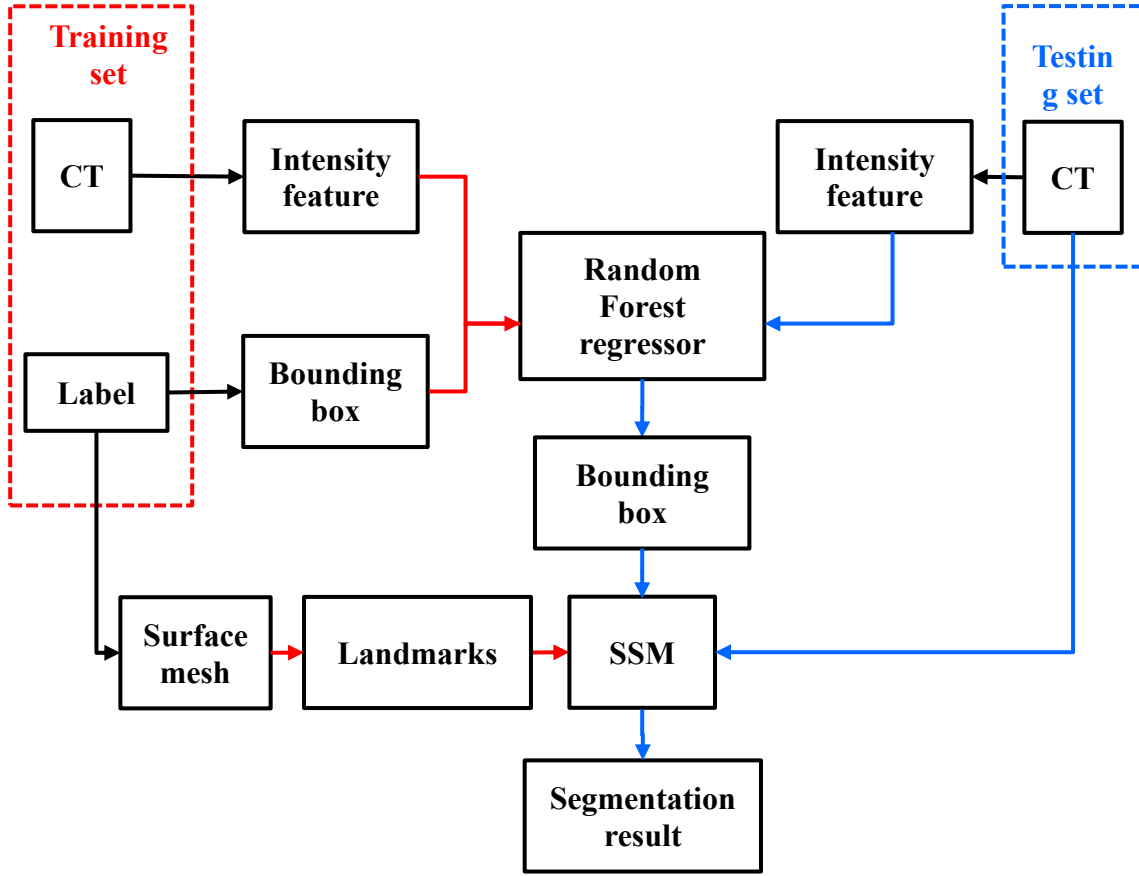 Training
set
Testin
g set
CT
Intensity
feature
Intensity
feature
CT
Random
Forest
regressor
Label
Bounding
box
Bounding
box
Surface
mesh
Landmarks
SSM
Segmentation
result